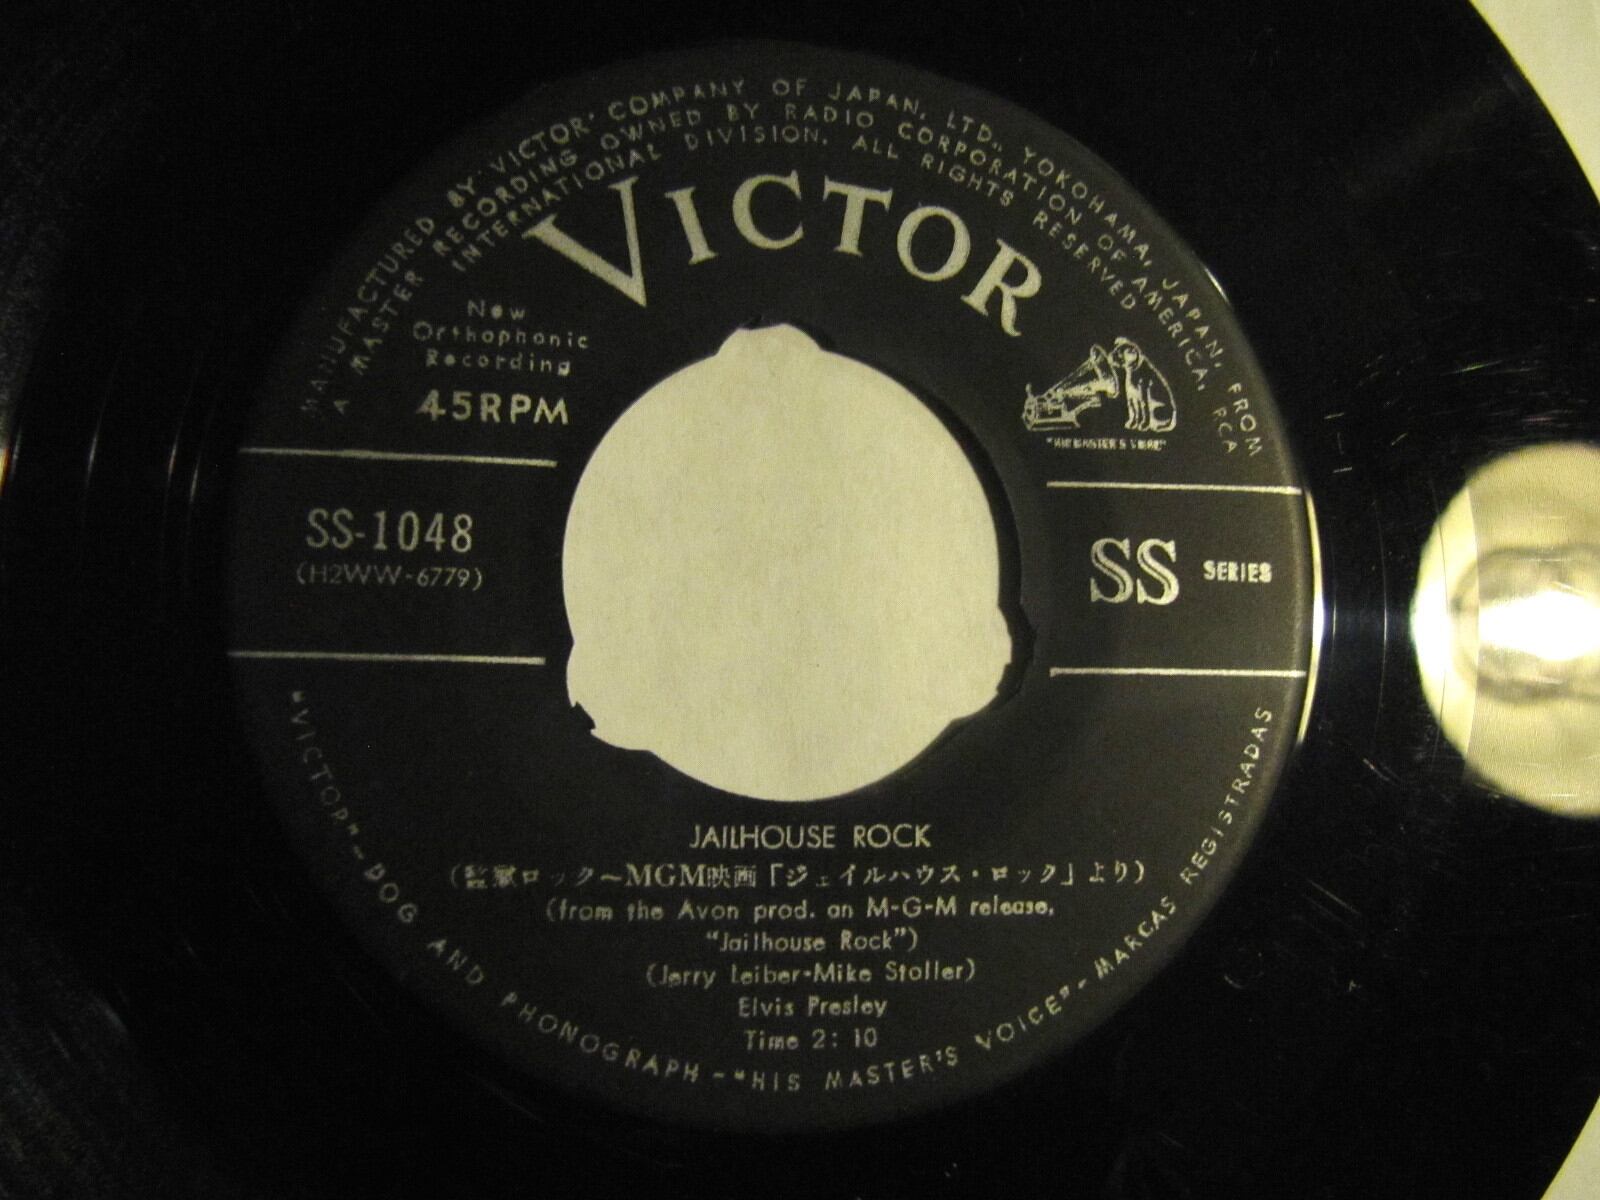 MANUFACTURED BY VICTOR COMPANY OF JAPAN, LTD., YOKOHAMA, JAPAN, FROM
A MASTER RECORDING OWNED BY RADIO CORPORATION OF AMERICA, RCA
INTERNATIONAL DIVISION. ALL RIGHTS RESERVED
VICTOR
New
Orthophonic
Recording
45RPM
"HIS MASTER'S VOICE"
SS-1048
(H2WW-6779)
SS SERIES
JAILHOUSE ROCK
(監獄ロック~MGM映画「ジェイルハウス・ロック」より)
(from the Avon prod. an M-G-M release,
"Jailhouse Rock")
(Jerry Leiber-Mike Stoller)
Elvis Presley
Time 2:10
"VICTOR"-DOG AND PHONOGRAPH-"HIS MASTER'S VOICE"-MARCAS REGISTRADAS